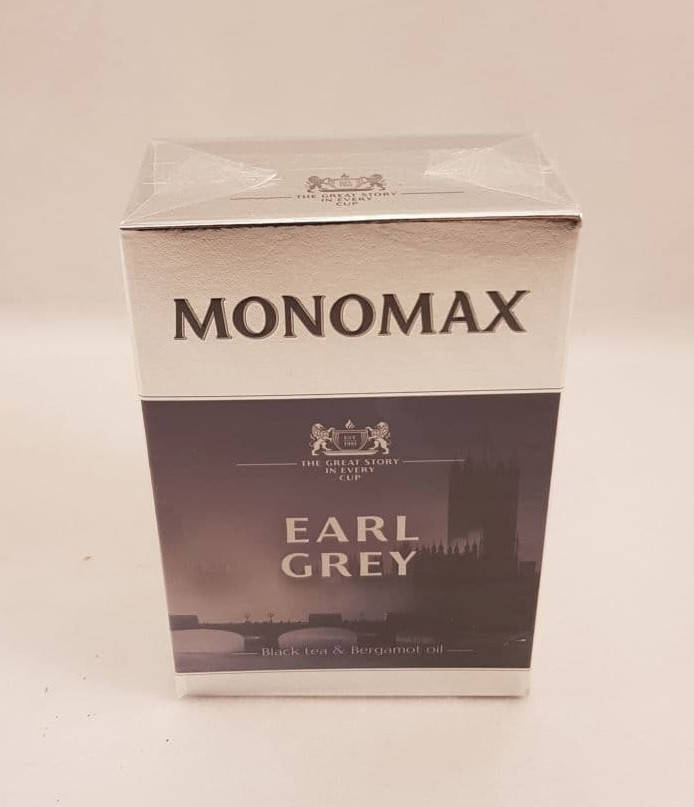 THE GREAT STORY
IN EVERY
CUP
MONOMAX
THE GREAT STORY
IN EVERY
CUP
EARL
GREY
Black tea & Bergamot oil